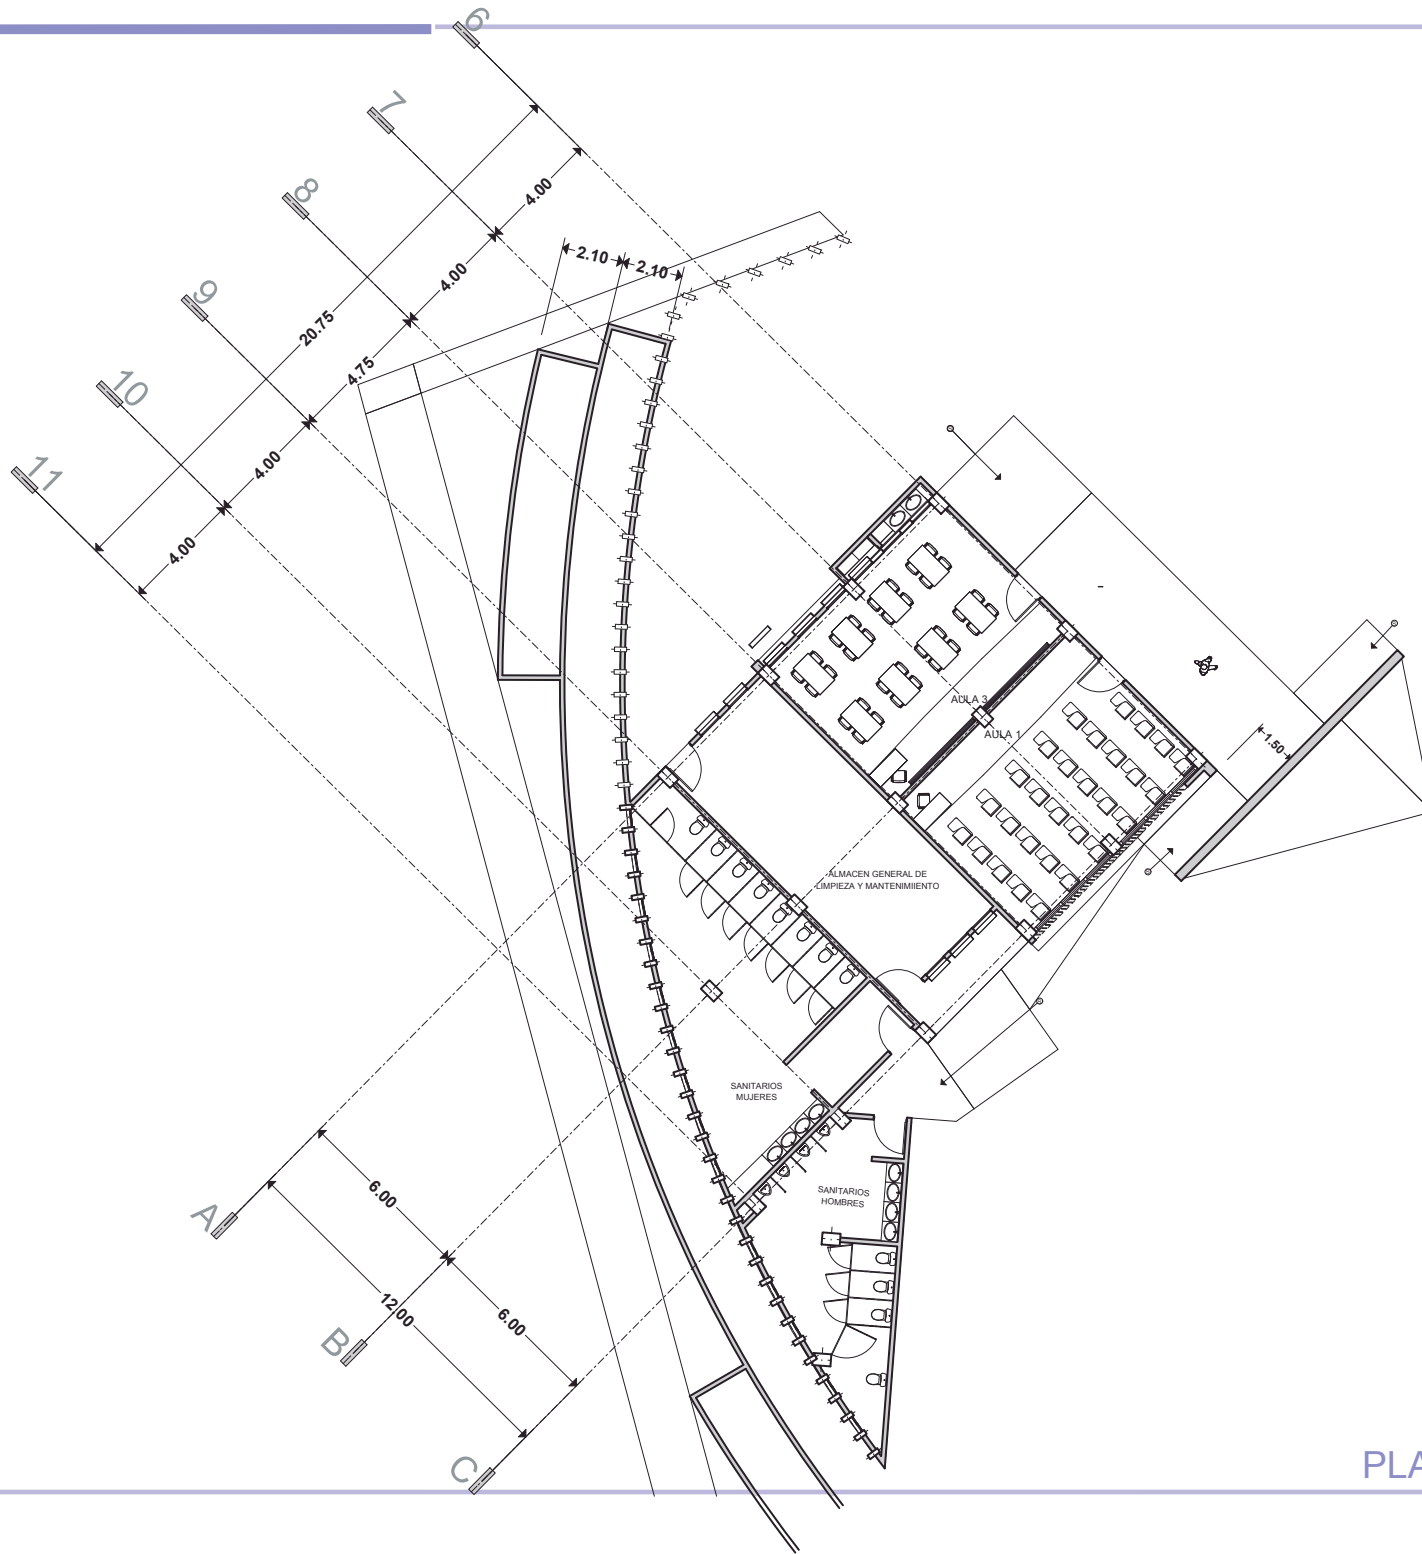 6
7
8
9
10
11
4.00
4.00
2.10
2.10
20.75
4.75
4.00
4.00
1.50
AULA 3
AULA 1
ALMACEN GENERAL DE
LIMPIEZA Y MANTENIMIIENTO
SANITARIOS
MUJERES
SANITARIOS
HOMBRES
A
6.00
12.00
6.00
B
C
PLA